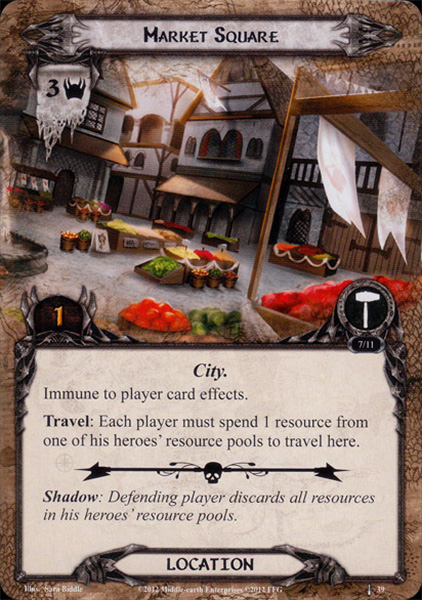 Market Square
3
1
7/11
City.
Immune to player card effects.
Travel: Each player must spend 1 resource from
one of his heroes' resource pools to travel here.
Shadow: Defending player discards all resources
in his heroes' resource pools.
LOCATION
Illus. Sara Biddle ©2012 Middle-earth Enterprises ©2012 FFG 39